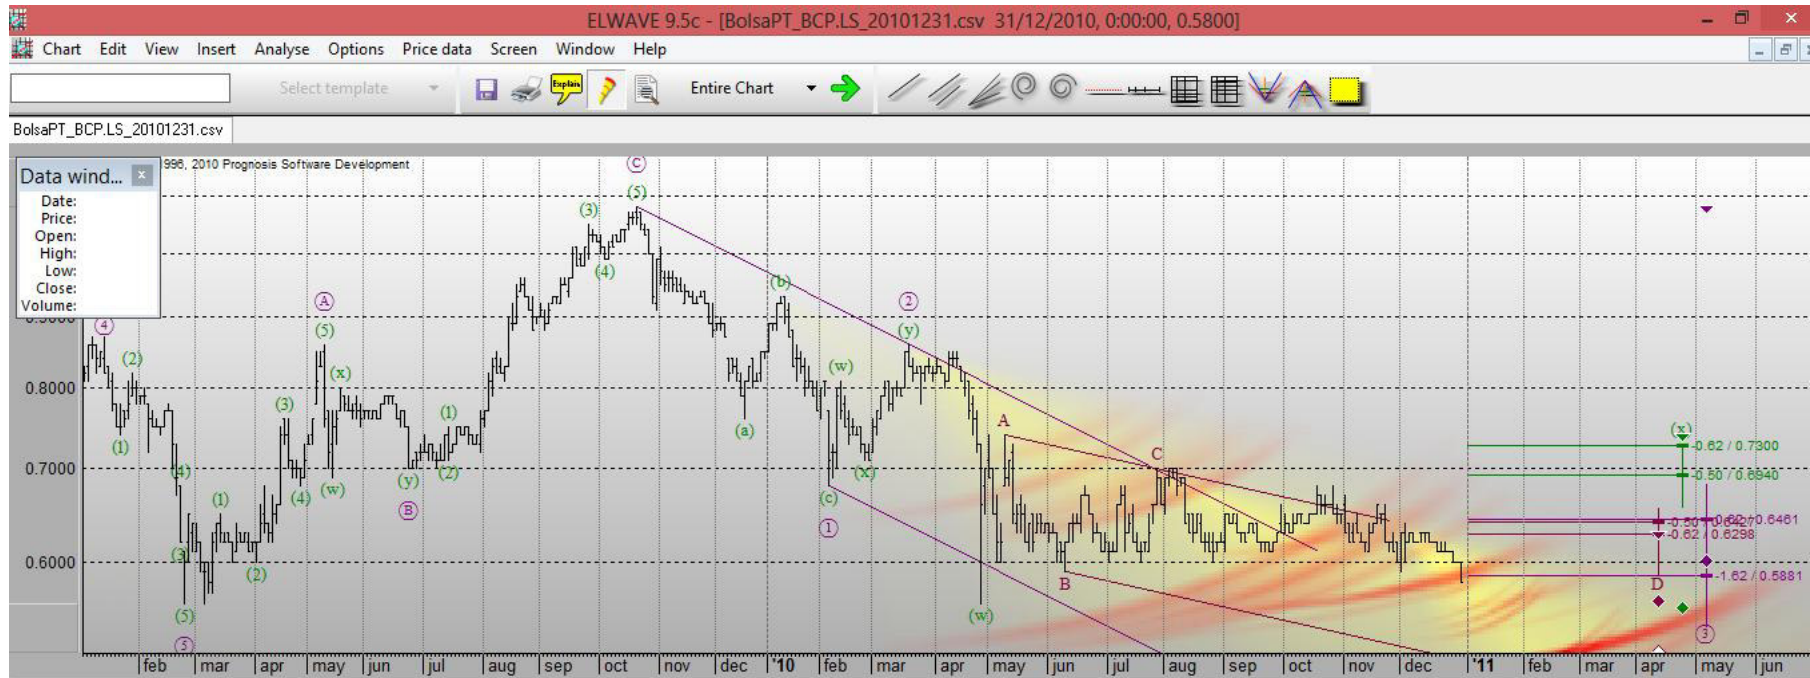 ELWAVE 9.5c - [BolsaPT_BCP.LS_20101231.csv 31/12/2010, 0:00:00, 0.5800]
Chart Edit View Insert Analyse Options Price data Screen Window Help
Select template Explain Entire Chart
BolsaPT_BCP.LS_20101231.csv
Data wind...
Date:
Price:
Open:
High:
Low:
Close:
Volume:
996, 2010 Prognosis Software Development
C
(5)
(3)
(4)
(b)
A
2
4
(5)
(y)
(2)
(x)
(w)
0.8000
(3)
(1)
(a)
A
(x)
(1)
C
-0.62 / 0.7300
(4)
(2)
(x)
0.7000
(y)
-0.50 / 0.6940
(4)
(w)
(c)
(1)
B
1
-0.62 / 0.6298
(3)
0.6000
(2)
B
D
-1.62 / 0.5881
(5)
(w)
5
3
feb mar apr may jun jul aug sep oct nov dec '10 feb mar apr may jun jul aug sep oct nov dec '11 feb mar apr may jun